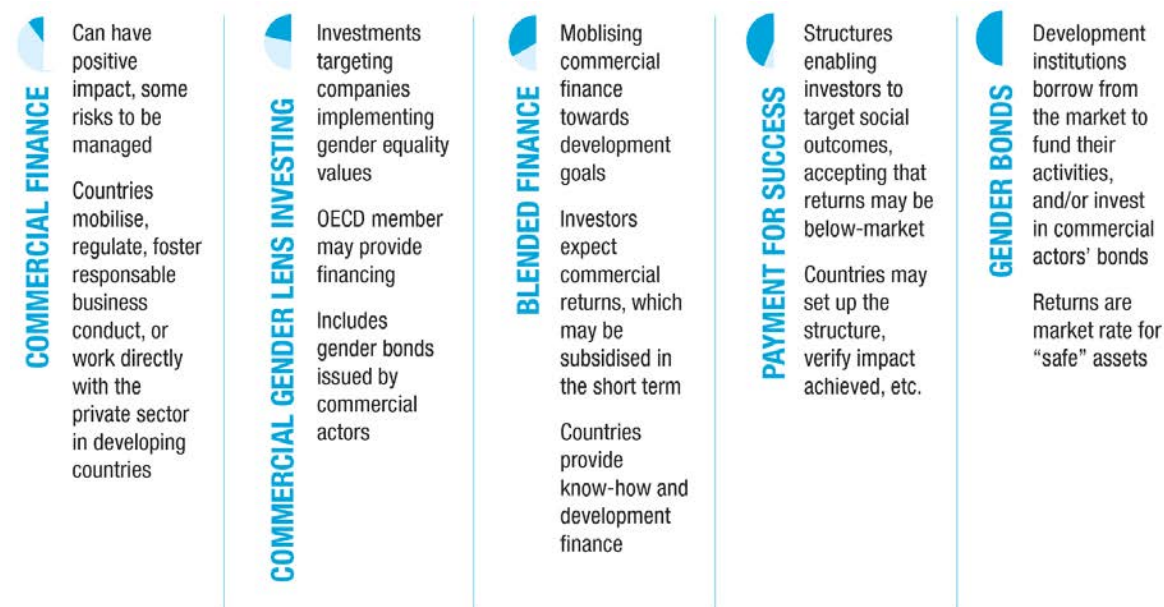 COMMERCIAL FINANCE
Can have
positive
impact, some
risks to be
managed
Countries
mobilise,
regulate, foster
responsible
business
conduct, or
work directly
with the
private sector
in developing
countries
COMMERCIAL GENDER LENS INVESTING
Investments
targeting
companies
implementing
gender equality
values
OECD member
may provide
financing
Includes
gender bonds
issued by
commercial
actors
BLENDED FINANCE
Moblising
commercial
finance
towards
development
goals
Investors
expect
commercial
returns, which
may be
subsidised in
the short term
Countries
provide
know-how and
development
finance
PAYMENT FOR SUCCESS
Structures
enabling
investors to
target social
outcomes,
accepting that
returns may be
below-market
Countries may
set up the
structure,
verify impact
achieved, etc.
GENDER BONDS
Development
institutions
borrow from
the market to
fund their
activities,
and/or invest
in commercial
actors’ bonds
Returns are
market rate for
“safe” assets